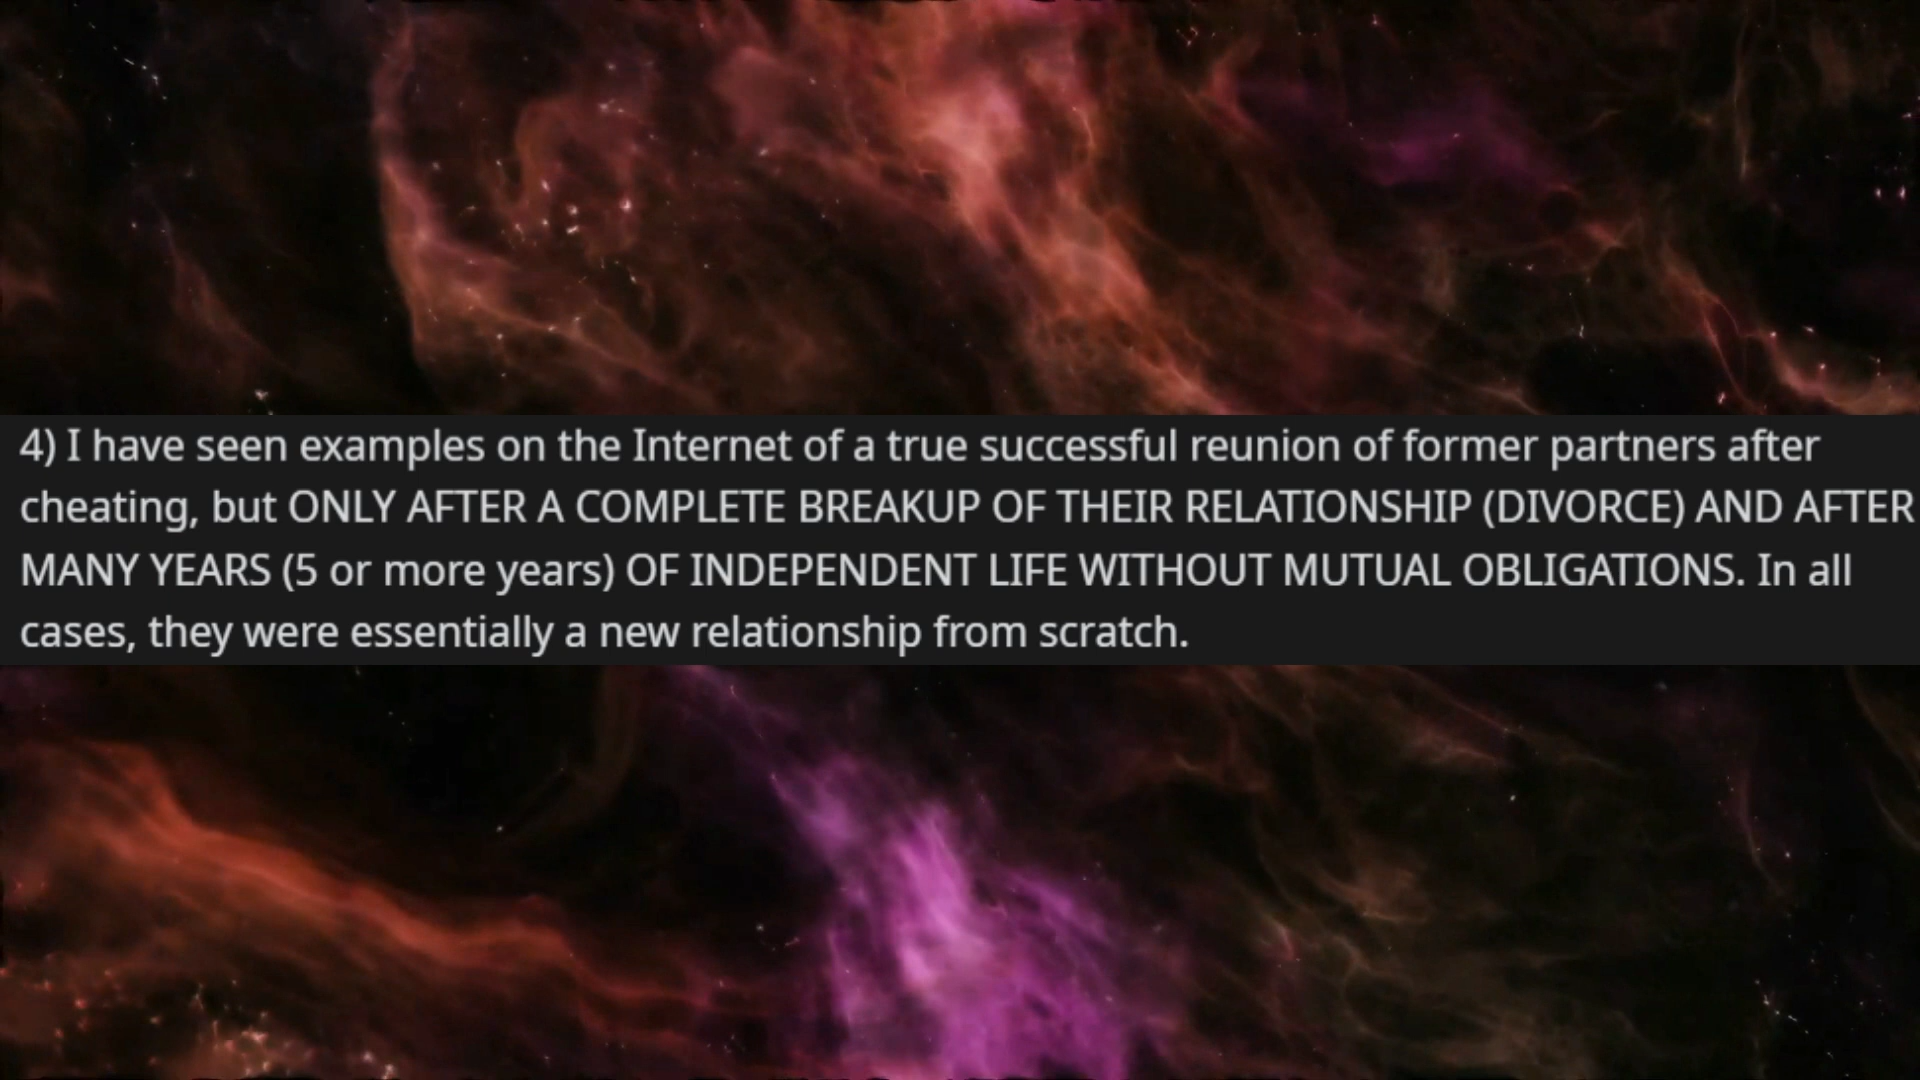 4) I have seen examples on the Internet of a true successful reunion of former partners after
cheating, but ONLY AFTER A COMPLETE BREAKUP OF THEIR RELATIONSHIP (DIVORCE) AND AFTER
MANY YEARS (5 or more years) OF INDEPENDENT LIFE WITHOUT MUTUAL OBLIGATIONS. In all
cases, they were essentially a new relationship from scratch.